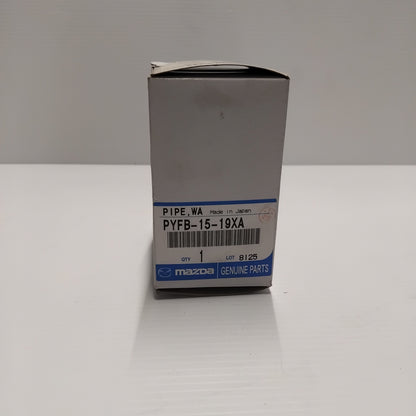 PIPE, WA Made in Japan
PYFB-15-19XA
QTY 1 LOT 8125
mazda GENUINE PARTS